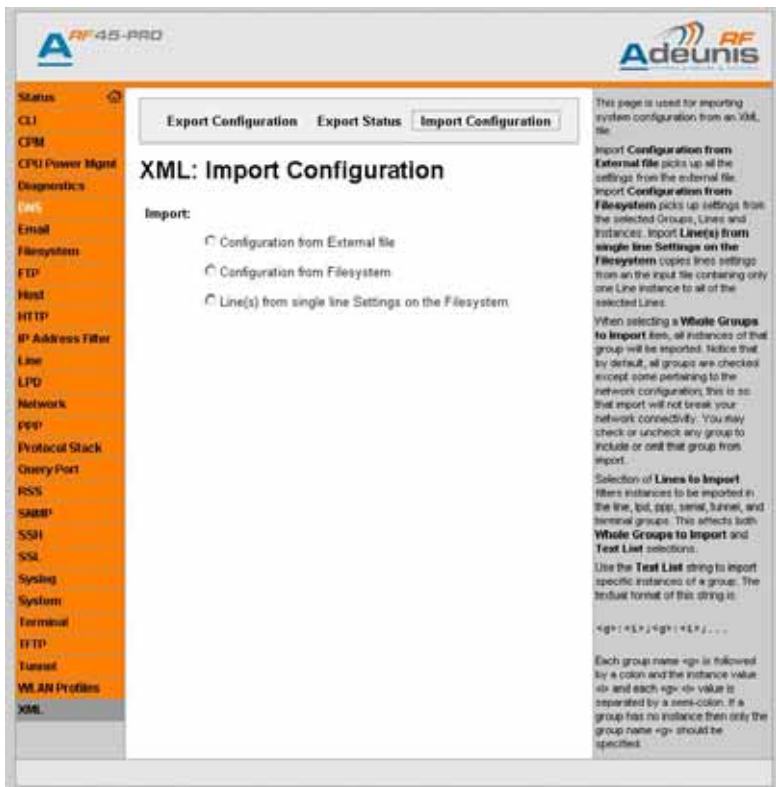 A RF45-PRO
Adeunis RF
Status
CLI
CPM
CPU Power Mgmt
Diagnostics
DNS
Email
Filesystem
FTP
Host
HTTP
IP Address Filter
Line
LPD
Network
PPP
Protocol Stack
Query Port
RSS
SNMP
SSH
SSL
Syslog
System
Terminal
TFTP
Tunnel
WLAN Profiles
XML
Export Configuration Export Status Import Configuration
XML: Import Configuration
Import:
Configuration from External file
Configuration from Filesystem
Line(s) from single line Settings on the Filesystem
This page is used for importing
system configuration from an XML
file.
Import Configuration from
External file picks up all the
settings from the external file.
Import Configuration from
Filesystem picks up settings from
the selected Groups, Lines and
Instances. Import Line(s) from
single line Settings on the
Filesystem copies lines settings
from an the input file containing only
one Line instance to all of the
selected Lines.
When selecting a Whole Groups
to Import item, all instances of that
group will be imported. Notice that
by default, all groups are checked
except some pertaining to the
network configuration; this is so
that import will not break your
network connectivity. You may
check or uncheck any group to
include or omit that group from
import.
Selection of Lines to Import
filters instances to be imported in
the line, lpd, ppp, serial, tunnel, and
terminal groups. This affects both
Whole Groups to Import and
Text List selections.
Use the Text List string to import
specific instances of a group. The
textual format of this string is:
<g>:<i>;<g>:<i>;...
Each group name <g> is followed
by a colon and the instance value
<i> and each <g>:<i> value is
separated by a semi-colon. If a
group has no instance then only the
group name <g> should be
specified.